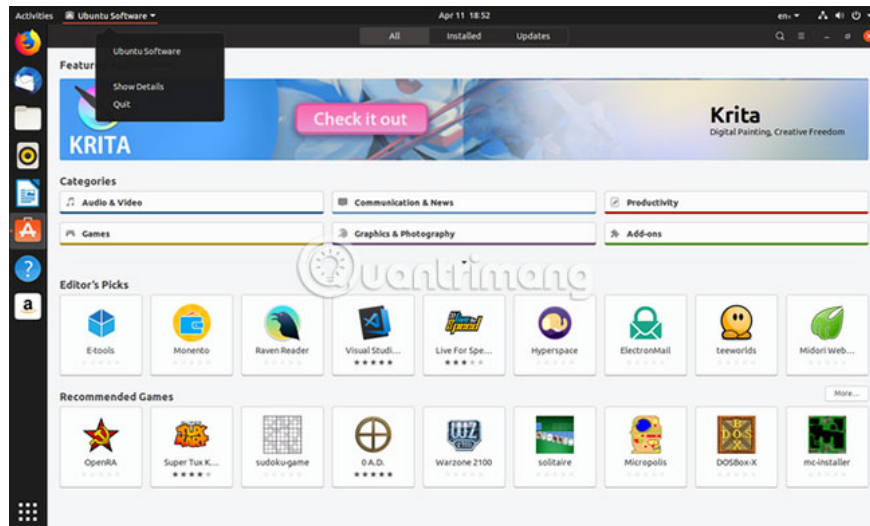 Activities Ubuntu Software Apr 11 18:52 en₁
All Installed Updates
Ubuntu Software
Show Details
Quit
Featur
KRITA
Check it out
Krita
Digital Painting, Creative Freedom
Categories
Audio & Video Communication & News Productivity
Games Graphics & Photography Add-ons
Quantrimang
Editor's Picks
E-tools Monento Raven Reader Visual Studi... Live For Spe... Hyperspace ElectronMail teeworlds Midori Web...
Recommended Games More...
OpenRA Super Tux K... sudoku-game 0 A.D. Warzone 2100 solitaire Micropolis DOSBox-X mc-installer